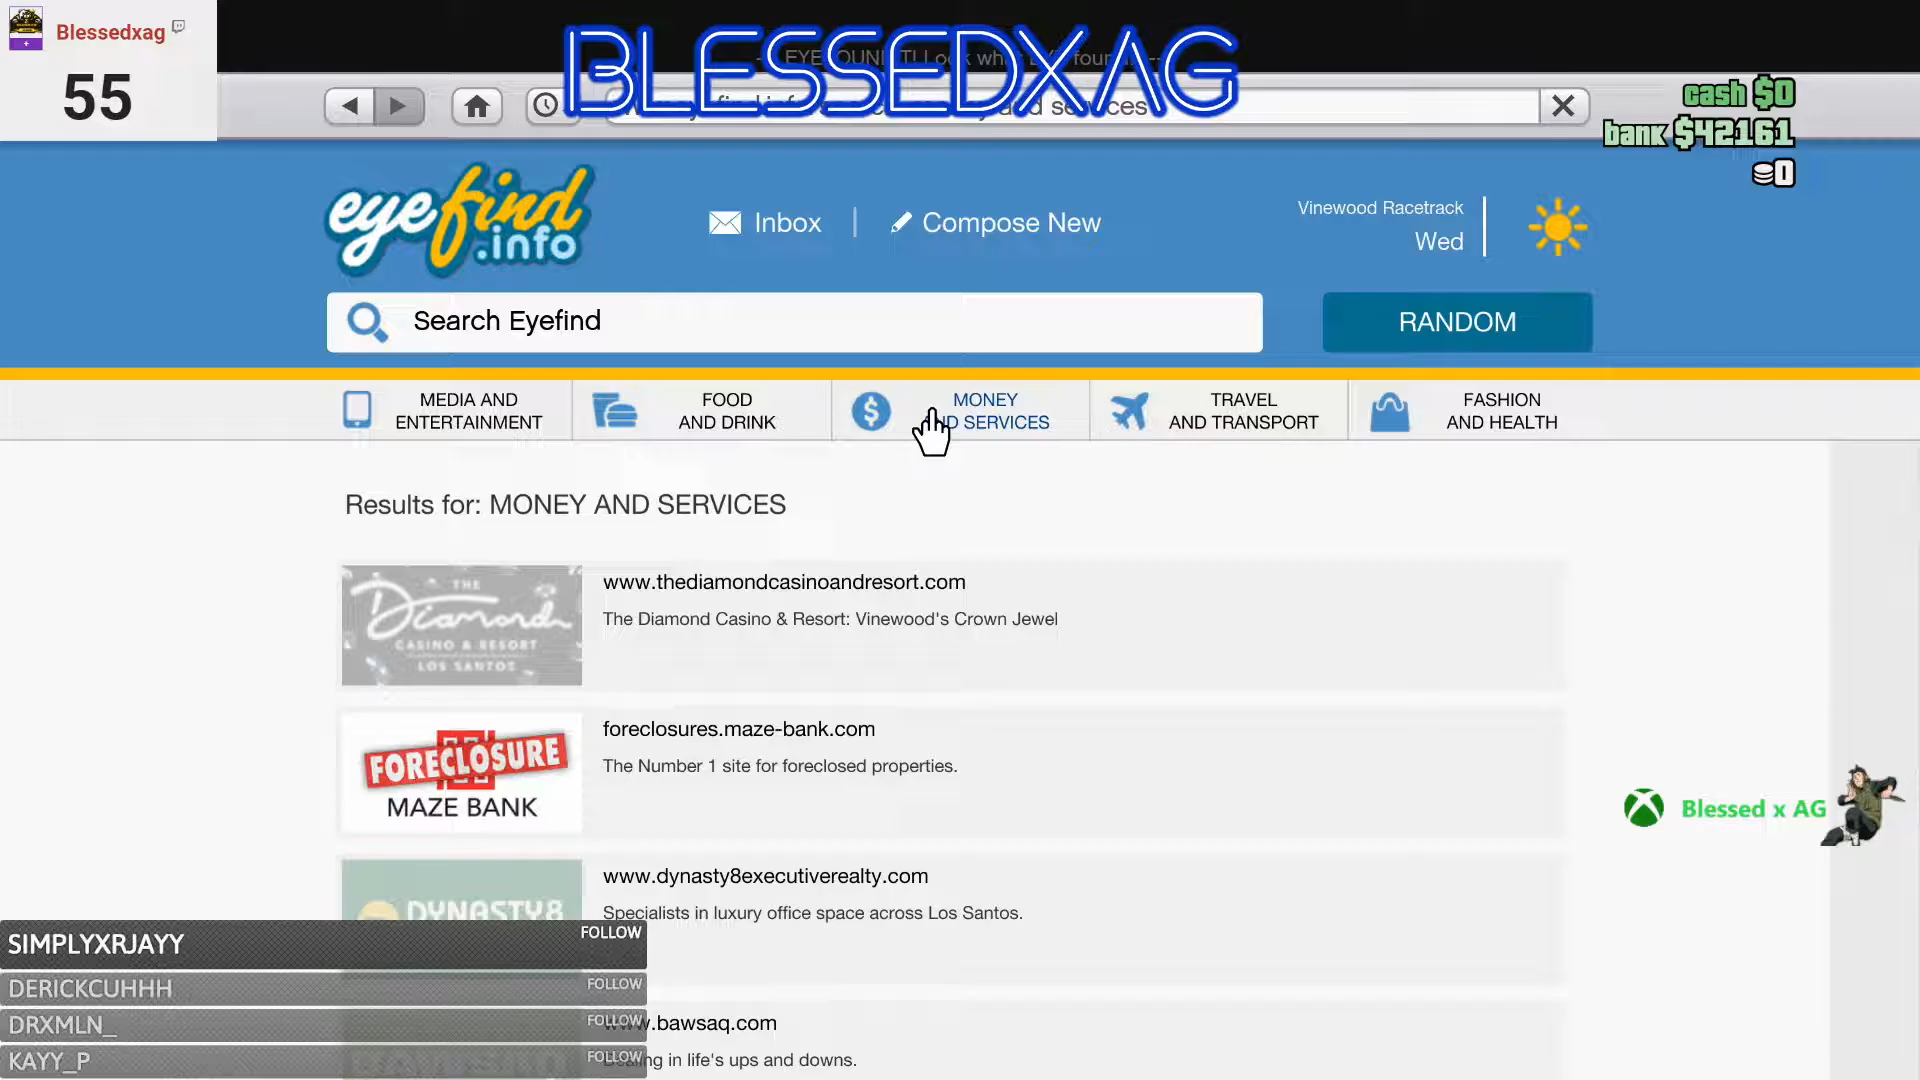 Blessedxag
55
BLESSEDXAG
cash $0
bank $42161
1
eyefind
.info
Inbox
Compose New
Vinewood Racetrack
Wed
Search Eyefind
RANDOM
MEDIA AND
ENTERTAINMENT
FOOD
AND DRINK
MONEY
AND SERVICES
TRAVEL
AND TRANSPORT
FASHION
AND HEALTH
Results for: MONEY AND SERVICES
THE
Diamond
CASINO & RESORT
LOS SANTOS
www.thediamondcasinoandresort.com
The Diamond Casino & Resort: Vinewood's Crown Jewel
FORECLOSURE
MAZE BANK
foreclosures.maze-bank.com
The Number 1 site for foreclosed properties.
Blessed x AG
DYNASTY8
www.dynasty8executiverealty.com
Specialists in luxury office space across Los Santos.
SIMPLYXRJAYY FOLLOW
DERICKCUHHH FOLLOW
DRXMLN_ FOLLOW
www.bawsaq.com
KAYY_P FOLLOW
Dealing in life's ups and downs.